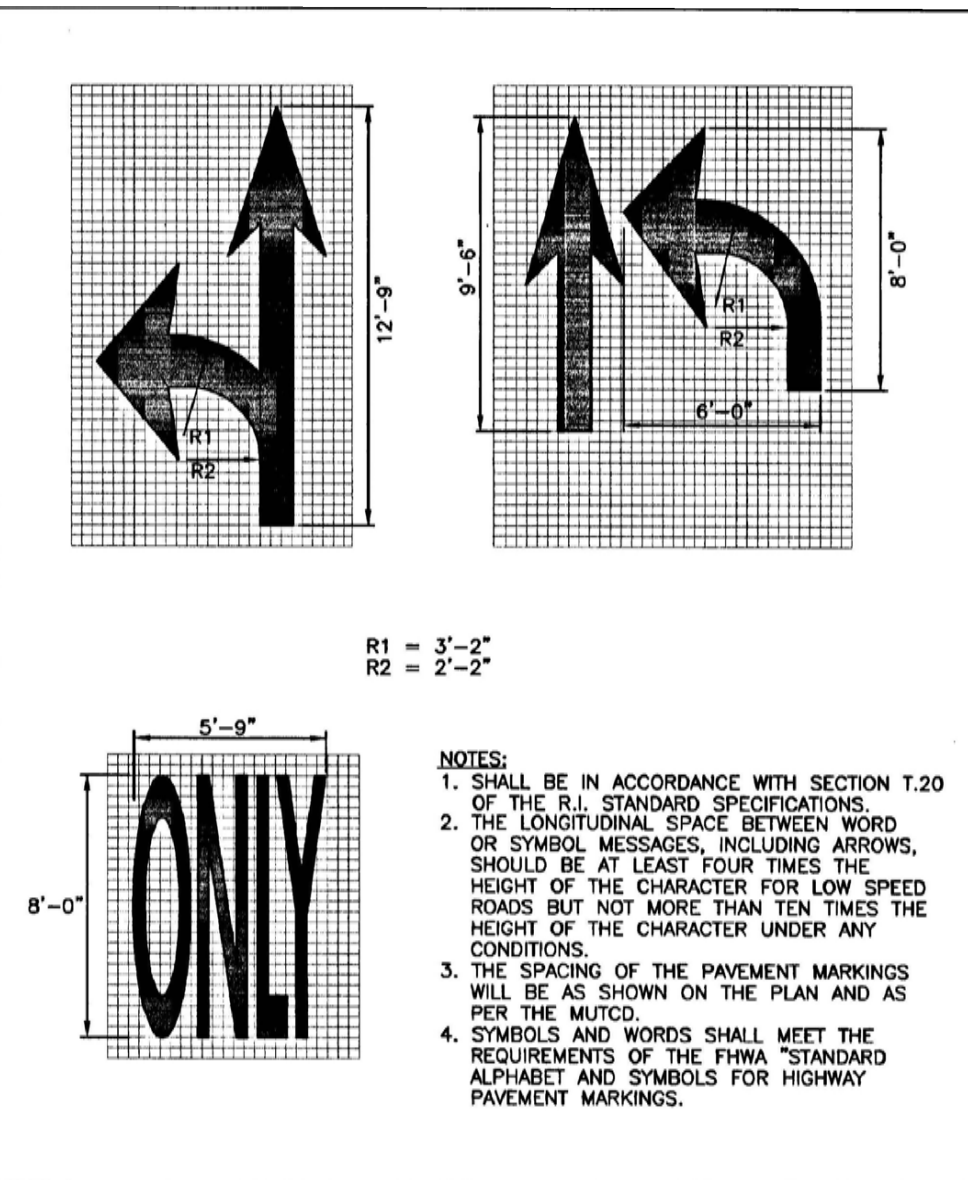 12'-9"
R1
R2
9'-6"
8'-0"
R1
R2
6'-0"
R1 = 3'-2"
R2 = 2'-2"
5'-9"
8'-0"
ONLY
NOTES:
1. SHALL BE IN ACCORDANCE WITH SECTION T.20
OF THE R.I. STANDARD SPECIFICATIONS.
2. THE LONGITUDINAL SPACE BETWEEN WORD
OR SYMBOL MESSAGES, INCLUDING ARROWS,
SHOULD BE AT LEAST FOUR TIMES THE
HEIGHT OF THE CHARACTER FOR LOW SPEED
ROADS BUT NOT MORE THAN TEN TIMES THE
HEIGHT OF THE CHARACTER UNDER ANY
CONDITIONS.
3. THE SPACING OF THE PAVEMENT MARKINGS
WILL BE AS SHOWN ON THE PLAN AND AS
PER THE MUTCD.
4. SYMBOLS AND WORDS SHALL MEET THE
REQUIREMENTS OF THE FHWA "STANDARD
ALPHABET AND SYMBOLS FOR HIGHWAY
PAVEMENT MARKINGS.